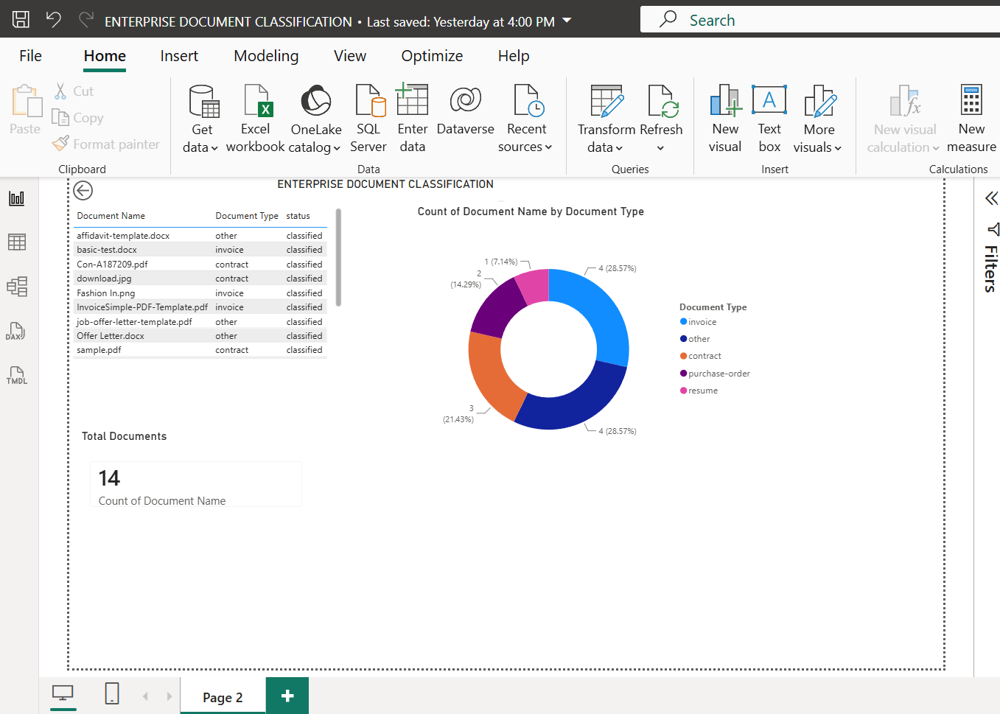 ENTERPRISE DOCUMENT CLASSIFICATION • Last saved: Yesterday at 4:00 PM
Search
File Home Insert Modeling View Optimize Help
Paste
Cut
Copy
Format painter
Clipboard
Get data
Excel workbook
OneLake catalog
SQL Server
Enter data
Dataverse
Recent sources
Data
Transform data
Refresh
Queries
New visual
Text box
A
More visuals
Insert
New visual calculation
New measure
Calculations
DAX
TMDL
ENTERPRISE DOCUMENT CLASSIFICATION
Document Name Document Type status
affidavit-template.docx other classified
basic-test.docx invoice classified
Con-A187209.pdf contract classified
download.jpg contract classified
Fashion In.png invoice classified
InvoiceSimple-PDF-Template.pdf invoice classified
job-offer-letter-template.pdf other classified
Offer Letter.docx other classified
sample.pdf contract classified
Total Documents
14
Count of Document Name
Count of Document Name by Document Type
1 (7.14%)
4 (28.57%)
2
(14.29%)
3
(21.43%)
4 (28.57%)
Document Type
invoice
other
contract
purchase-order
resume
Filters
Page 2